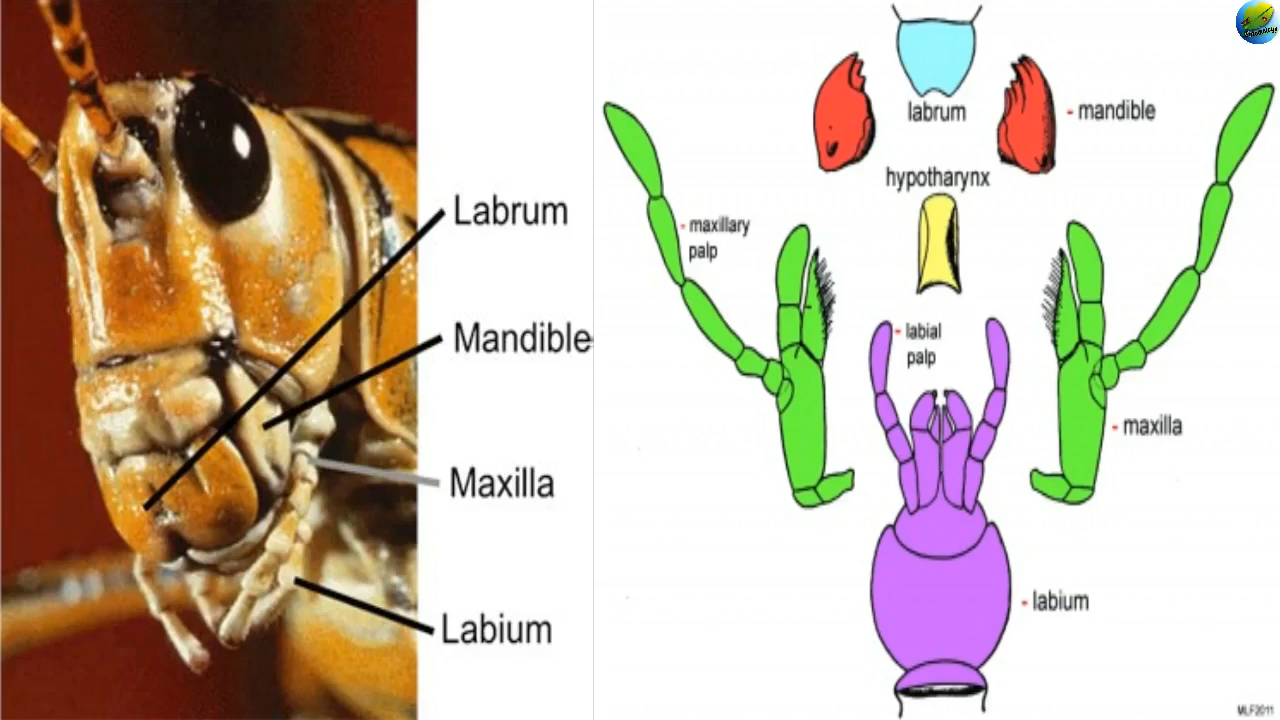 Labrum
Mandible
Maxilla
Labium
labrum
- mandible
hypotharynx
- maxillary
palp
- labial
palp
- maxilla
- labium
MLF2011